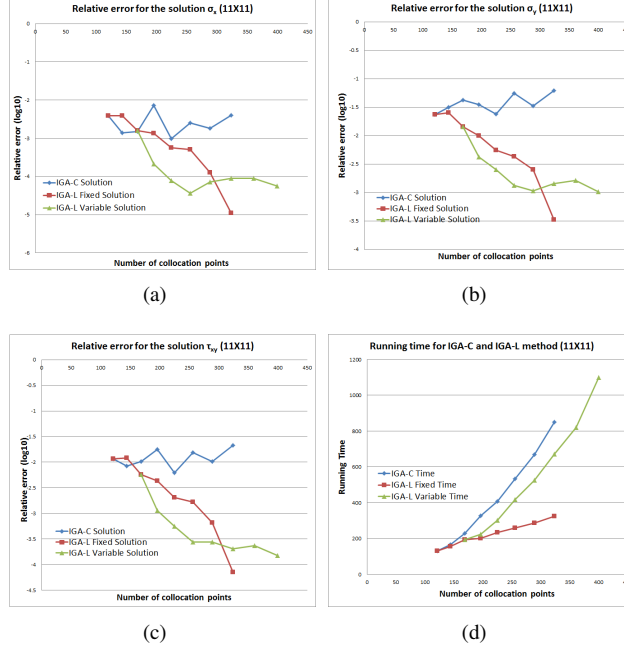 Relative error for the solution σx (11X11)
0 50 100 150 200 250 300 350 400 450
0
-1
-2
-3
-4
-5
-6
Relative error (log10)
IGA-C Solution
IGA-L Fixed Solution
IGA-L Variable Solution
Number of collocation points
(a)
Relative error for the solution σy (11X11)
0 50 100 150 200 250 300 350 400 450
0
-0.5
-1
-1.5
-2
-2.5
-3
-3.5
-4
Relative error (log10)
IGA-C Solution
IGA-L Fixed Solution
IGA-L Variable Solution
Number of collocation points
(b)
Relative error for the solution τxy (11X11)
0 50 100 150 200 250 300 350 400 450
0
-0.5
-1
-1.5
-2
-2.5
-3
-3.5
-4
-4.5
Relative error (log10)
IGA-C Solution
IGA-L Fixed Solution
IGA-L Variable Solution
Number of collocation points
(c)
Running time for IGA-C and IGA-L method (11X11)
1200
1000
800
600
400
200
0
Running Time
IGA-C Time
IGA-L Fixed Time
IGA-L Variable Time
0 50 100 150 200 250 300 350 400 450
Number of collocation points
(d)